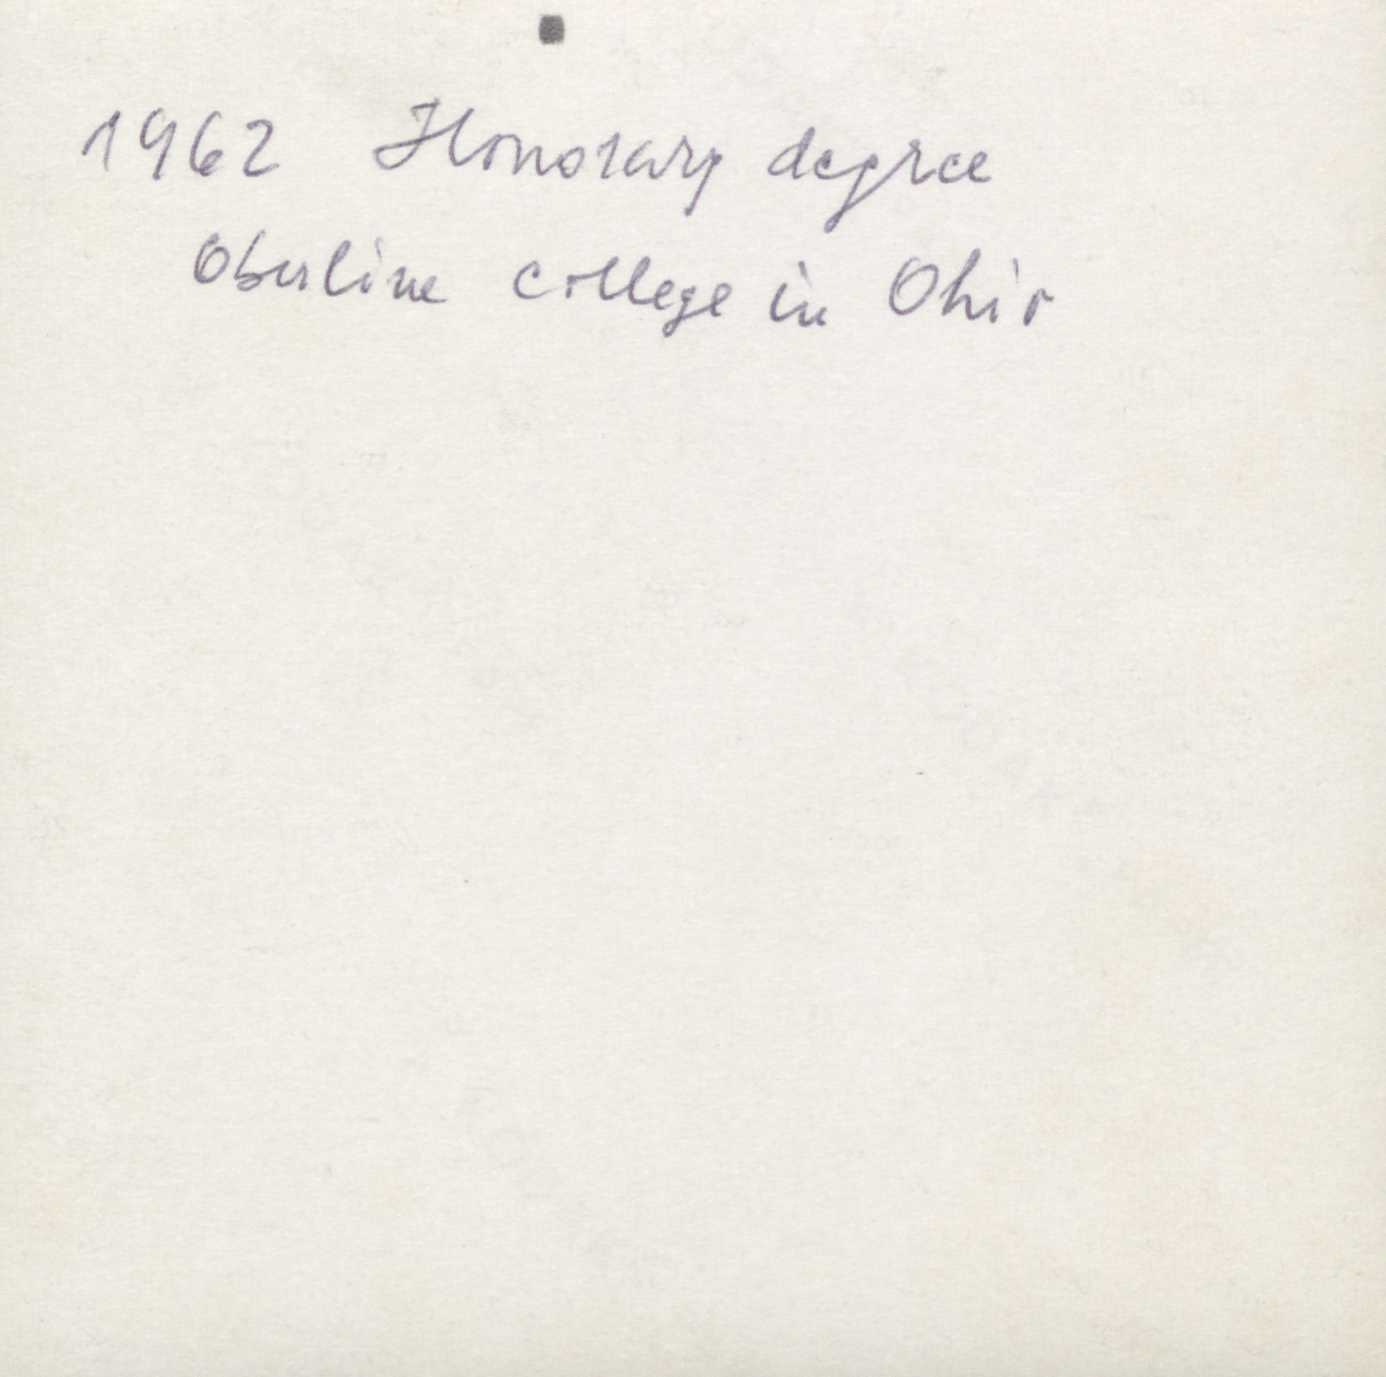 1962 Honorary degree
Oberline college in Ohio